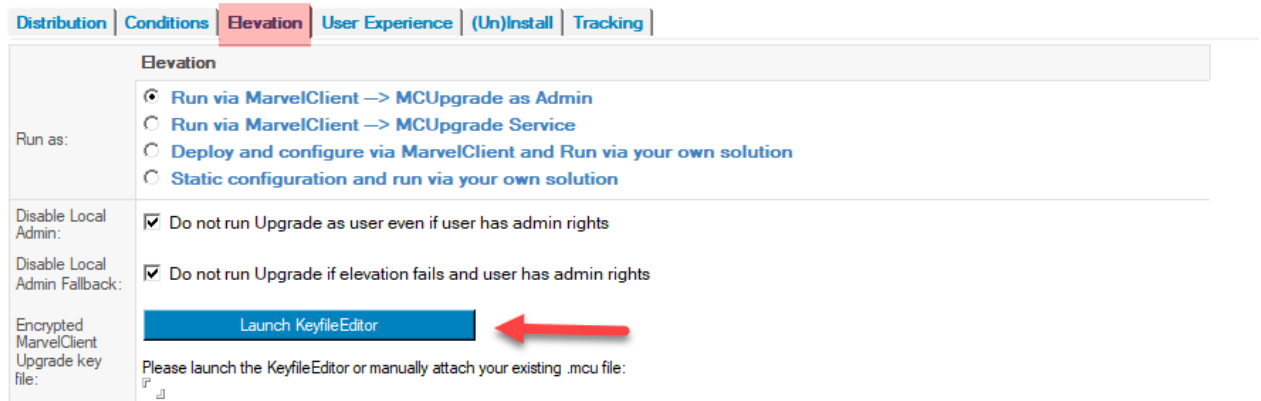 Distribution Conditions Elevation User Experience (Un)Install Tracking
Elevation
Run as:
Run via MarvelClient —> MCUpgrade as Admin
Run via MarvelClient —> MCUpgrade Service
Deploy and configure via MarvelClient and Run via your own solution
Static configuration and run via your own solution
Disable Local
Admin:
Do not run Upgrade as user even if user has admin rights
Disable Local
Admin Fallback:
Do not run Upgrade if elevation fails and user has admin rights
Encrypted
MarvelClient
Upgrade key
file:
Launch KeyfileEditor
Please launch the KeyfileEditor or manually attach your existing .mcu file: